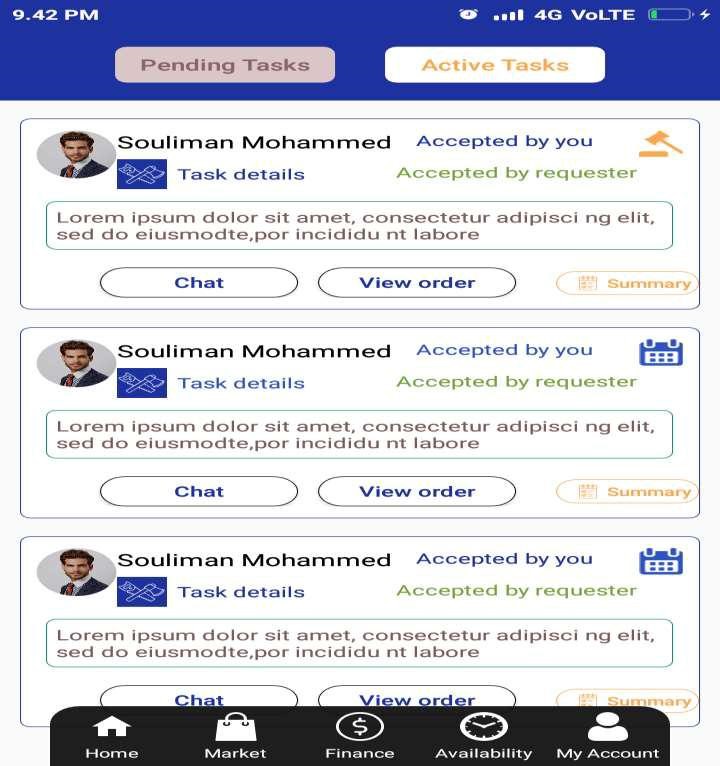 9.42 PM 4G VoLTE
Pending Tasks Active Tasks
Souliman Mohammed Accepted by you
Task details Accepted by requester
Lorem ipsum dolor sit amet, consectetur adipisci ng elit,
sed do eiusmodte,por incididu nt labore
Chat View order Summary
Souliman Mohammed Accepted by you
Task details Accepted by requester
Lorem ipsum dolor sit amet, consectetur adipisci ng elit,
sed do eiusmodte,por incididu nt labore
Chat View order Summary
Souliman Mohammed Accepted by you
Task details Accepted by requester
Lorem ipsum dolor sit amet, consectetur adipisci ng elit,
sed do eiusmodte,por incididu nt labore
Chat View order Summary
Home Market Finance Availability My Account